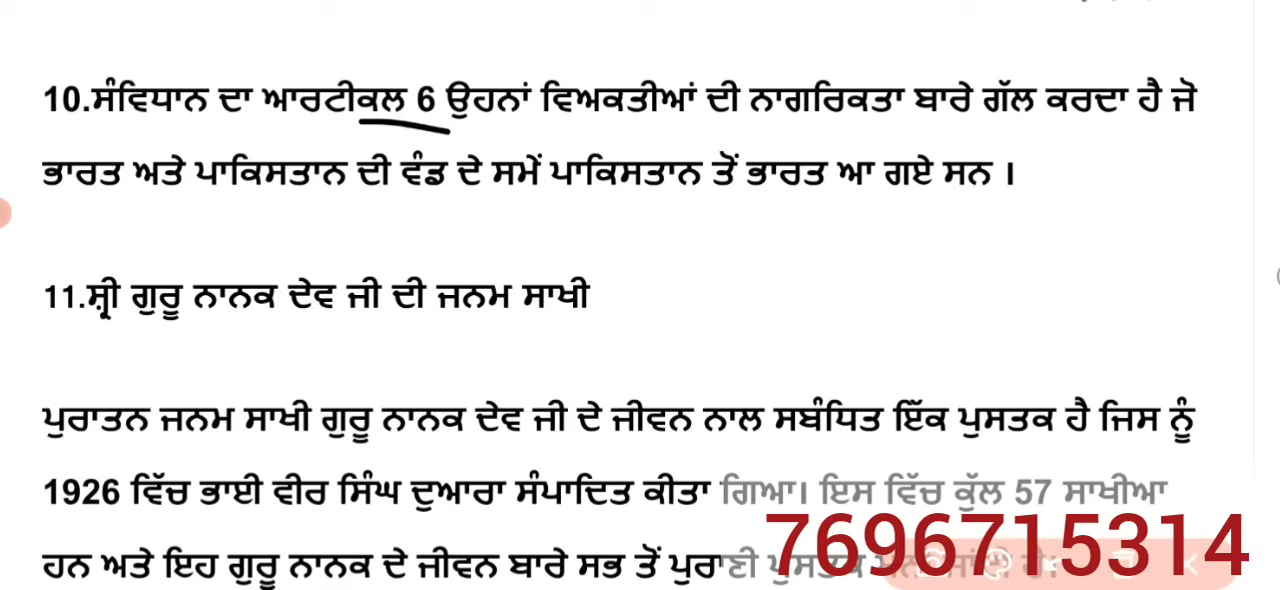 10.ਸੰਵਿਧਾਨ ਦਾ ਆਰਟੀਕਲ 6 ਉਹਨਾਂ ਵਿਅਕਤੀਆਂ ਦੀ ਨਾਗਰਿਕਤਾ ਬਾਰੇ ਗੱਲ ਕਰਦਾ ਹੈ ਜੋ
ਭਾਰਤ ਅਤੇ ਪਾਕਿਸਤਾਨ ਦੀ ਵੰਡ ਦੇ ਸਮੇਂ ਪਾਕਿਸਤਾਨ ਤੋਂ ਭਾਰਤ ਆ ਗਏ ਸਨ ।
11.ਸ਼੍ਰੀ ਗੁਰੂ ਨਾਨਕ ਦੇਵ ਜੀ ਦੀ ਜਨਮ ਸਾਖੀ
ਪੁਰਾਤਨ ਜਨਮ ਸਾਖੀ ਗੁਰੂ ਨਾਨਕ ਦੇਵ ਜੀ ਦੇ ਜੀਵਨ ਨਾਲ ਸਬੰਧਿਤ ਇੱਕ ਪੁਸਤਕ ਹੈ ਜਿਸ ਨੂੰ
1926 ਵਿੱਚ ਭਾਈ ਵੀਰ ਸਿੰਘ ਦੁਆਰਾ ਸੰਪਾਦਿਤ ਕੀਤਾ ਗਿਆ। ਇਸ ਵਿੱਚ ਕੁੱਲ 57 ਸਾਖੀਆ
ਹਨ ਅਤੇ ਇਹ ਗੁਰੂ ਨਾਨਕ ਦੇ ਜੀਵਨ ਬਾਰੇ ਸਭ ਤੋਂ ਪੁਰਾਣੀ ਪੁਸਤਕ
7696715314